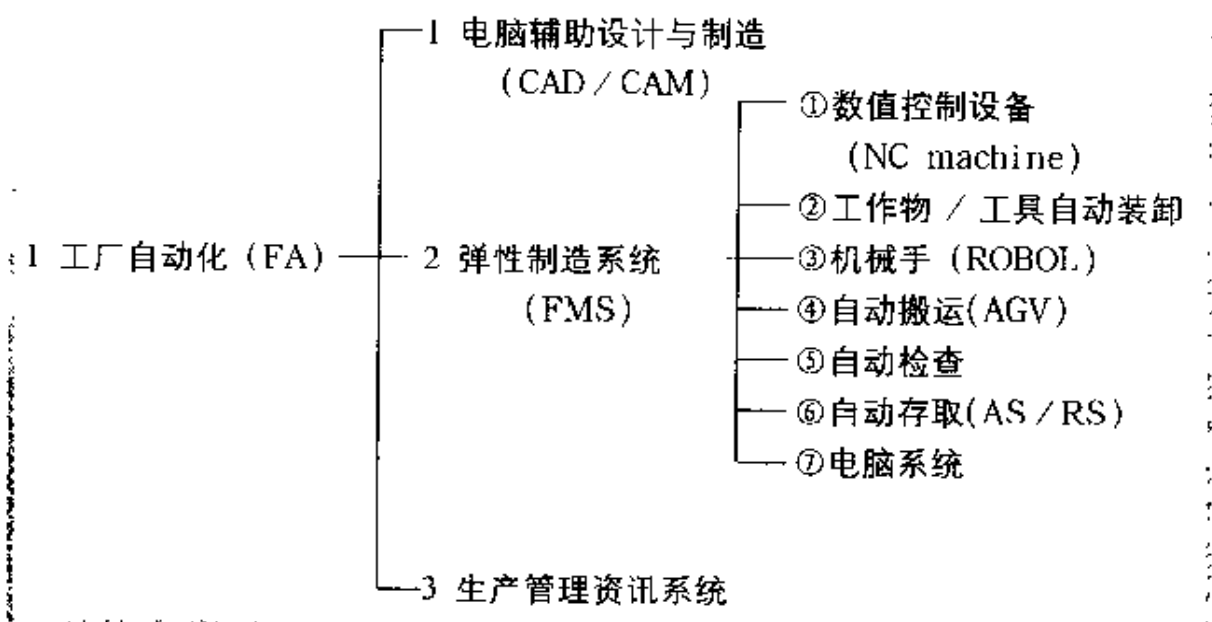 1 电脑辅助设计与制造
(CAD／CAM)
①数值控制设备
(NC machine)
②工作物 ／ 工具自动装卸
1 工厂自动化 (FA)
2 弹性制造系统
(FMS)
③机械手 (ROBOL)
④自动搬运(AGV)
⑤自动检查
⑥自动存取(AS／RS)
⑦电脑系统
3 生产管理资讯系统